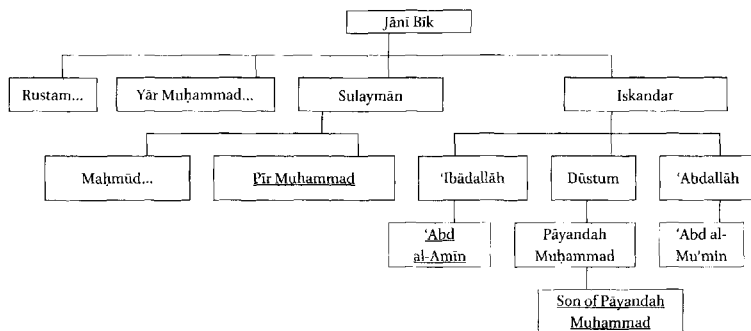 Jānī Bīk
Rustam...
Yār Muḥammad...
Sulaymān
Iskandar
Maḥmūd...
Pīr Muḥammad
ʿIbādallāh
Dūstum
ʿAbdallāh
ʿAbd
al-Amīn
Pāyandah
Muḥammad
ʿAbd al-
Muʾmin
Son of Pāyandah
Muḥammad